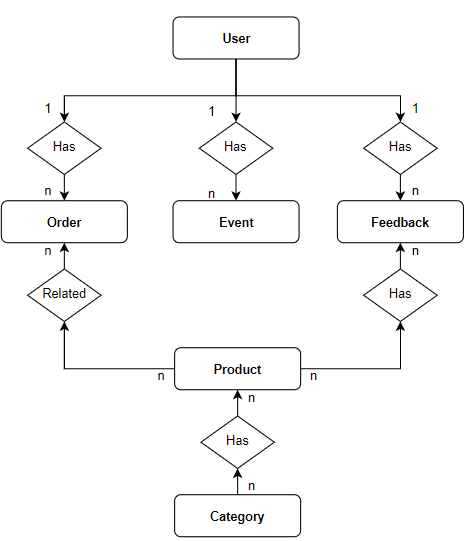 User
1
1
1
Has
Has
Has
n
n
n
Order
Event
Feedback
n
n
Related
Has
Product
n
n
n
Has
n
Category